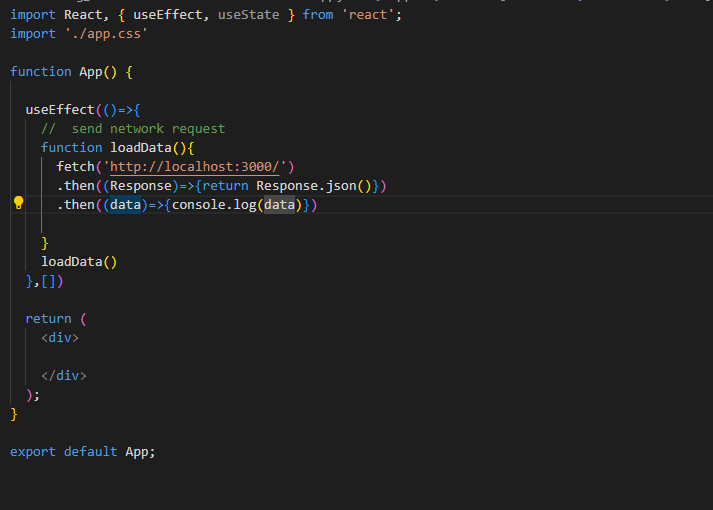 import React, { useEffect, useState } from 'react';
import './app.css'
function App() {
useEffect(()=>{
// send network request
function loadData(){
fetch('http://localhost:3000/')
.then((Response)=>{return Response.json()})
.then((data)=>{console.log(data)})
}
loadData()
},[])
return (
<div>
</div>
);
}
export default App;